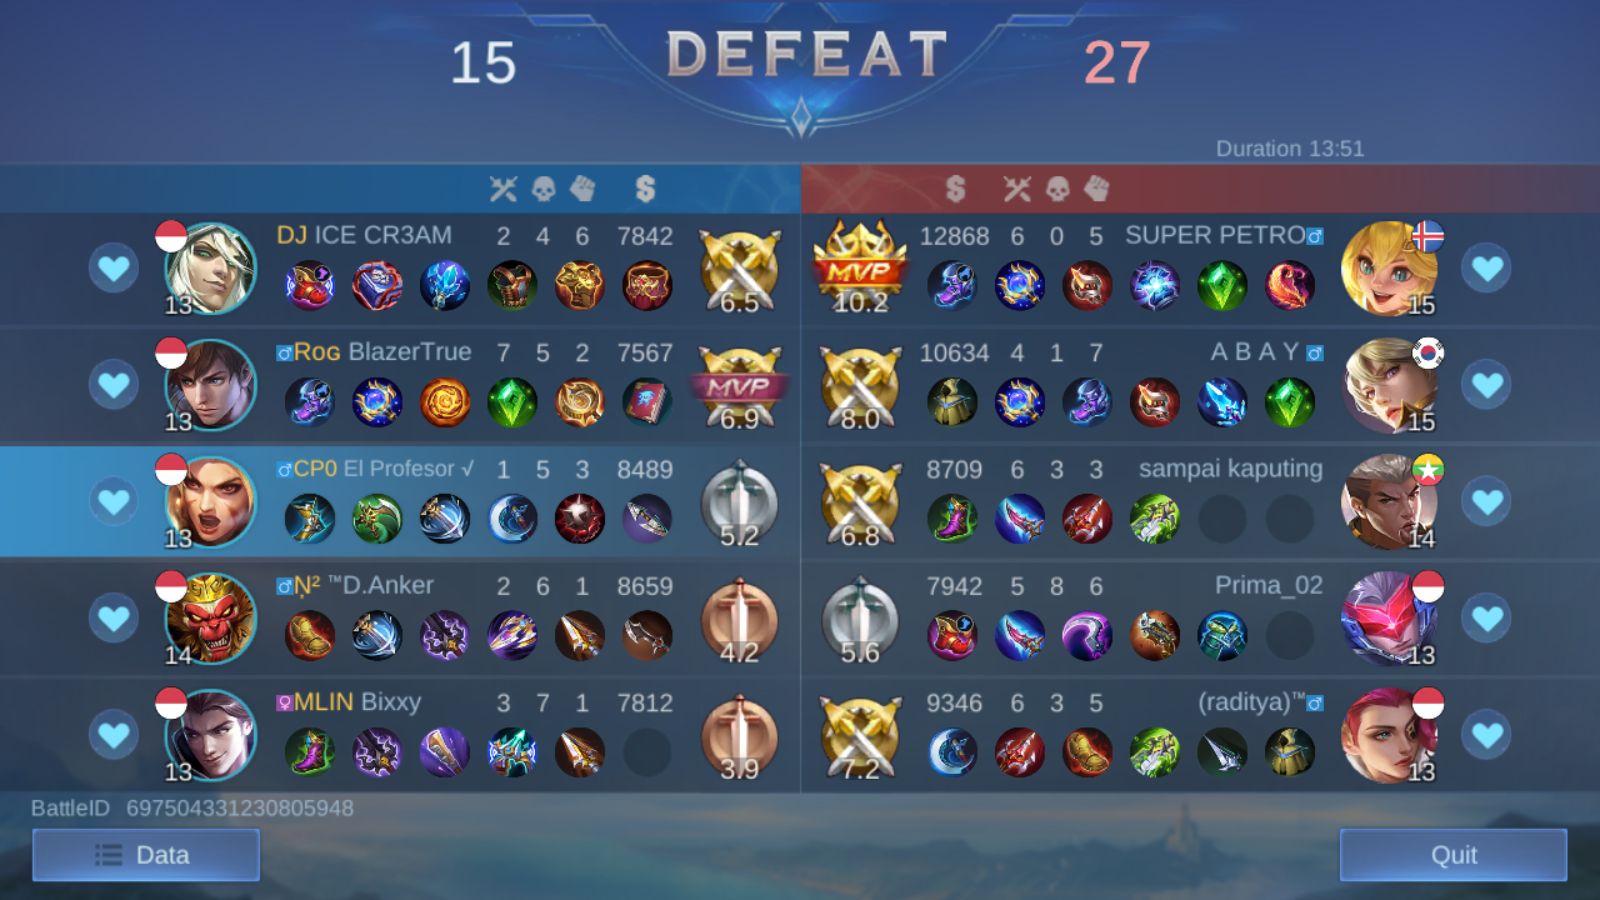 15 DEFEAT 27
Duration 13:51
DJ ICE CR3AM 2 4 6 7842 6.5 13
MVP 10.2 12868 6 0 5 SUPER PETRO♂ 15
♂RoG BlazerTrue 7 5 2 7567 MVP 6.9 13
8.0 10634 4 1 7 A B A Y♂ 15
♂CP0 El Profesor √ 1 5 3 8489 5.2 13
6.8 8709 6 3 3 sampai kaputing 14
♂Ņ² ™D.Anker 2 6 1 8659 4.2 14
5.6 7942 5 8 6 Prima_02 13
♀MLIN Bixxy 3 7 1 7812 3.9 13
7.2 9346 6 3 5 (raditya)™♂ 13
BattleID 697504331230805948
Data
Quit